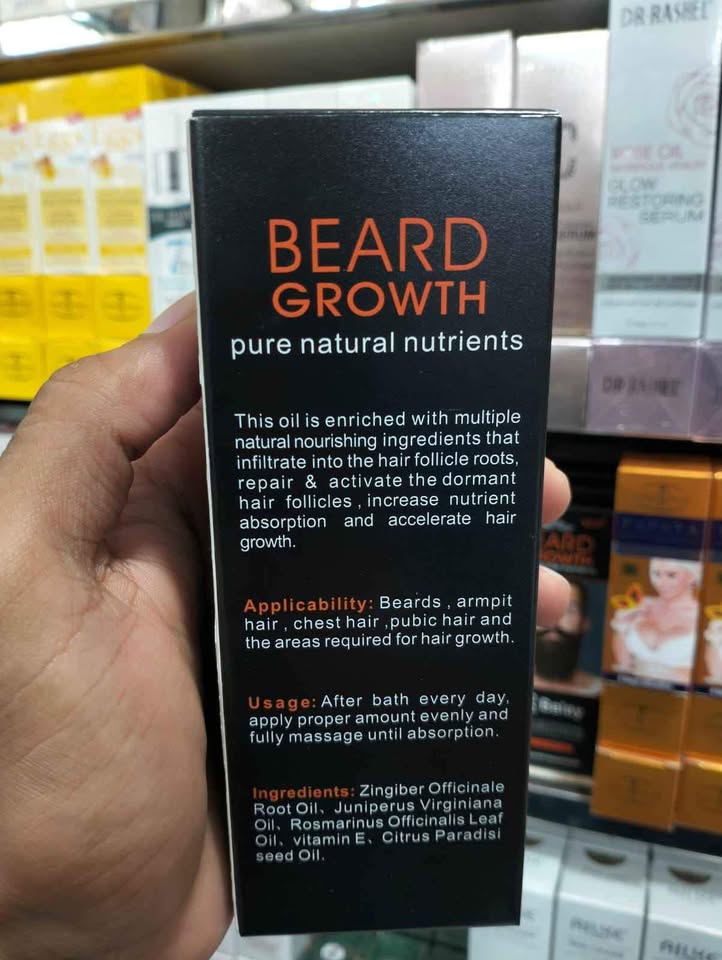 DR·RASHEL
ROSE OIL
GLOW
RESTORING
SERUM
BEARD
GROWTH
pure natural nutrients
This oil is enriched with multiple
natural nourishing ingredients that
infiltrate into the hair follicle roots,
repair & activate the dormant
hair follicles , increase nutrient
absorption and accelerate hair
growth.
DR·RASHEL
Applicability: Beards , armpit
hair , chest hair ,pubic hair and
the areas required for hair growth.
Usage: After bath every day,
apply proper amount evenly and
fully massage until absorption.
Ingredients: Zingiber Officinale
Root Oil、Juniperus Virginiana
Oil、Rosmarinus Officinalis Leaf
Oil、vitamin E、Citrus Paradisi
seed Oil.